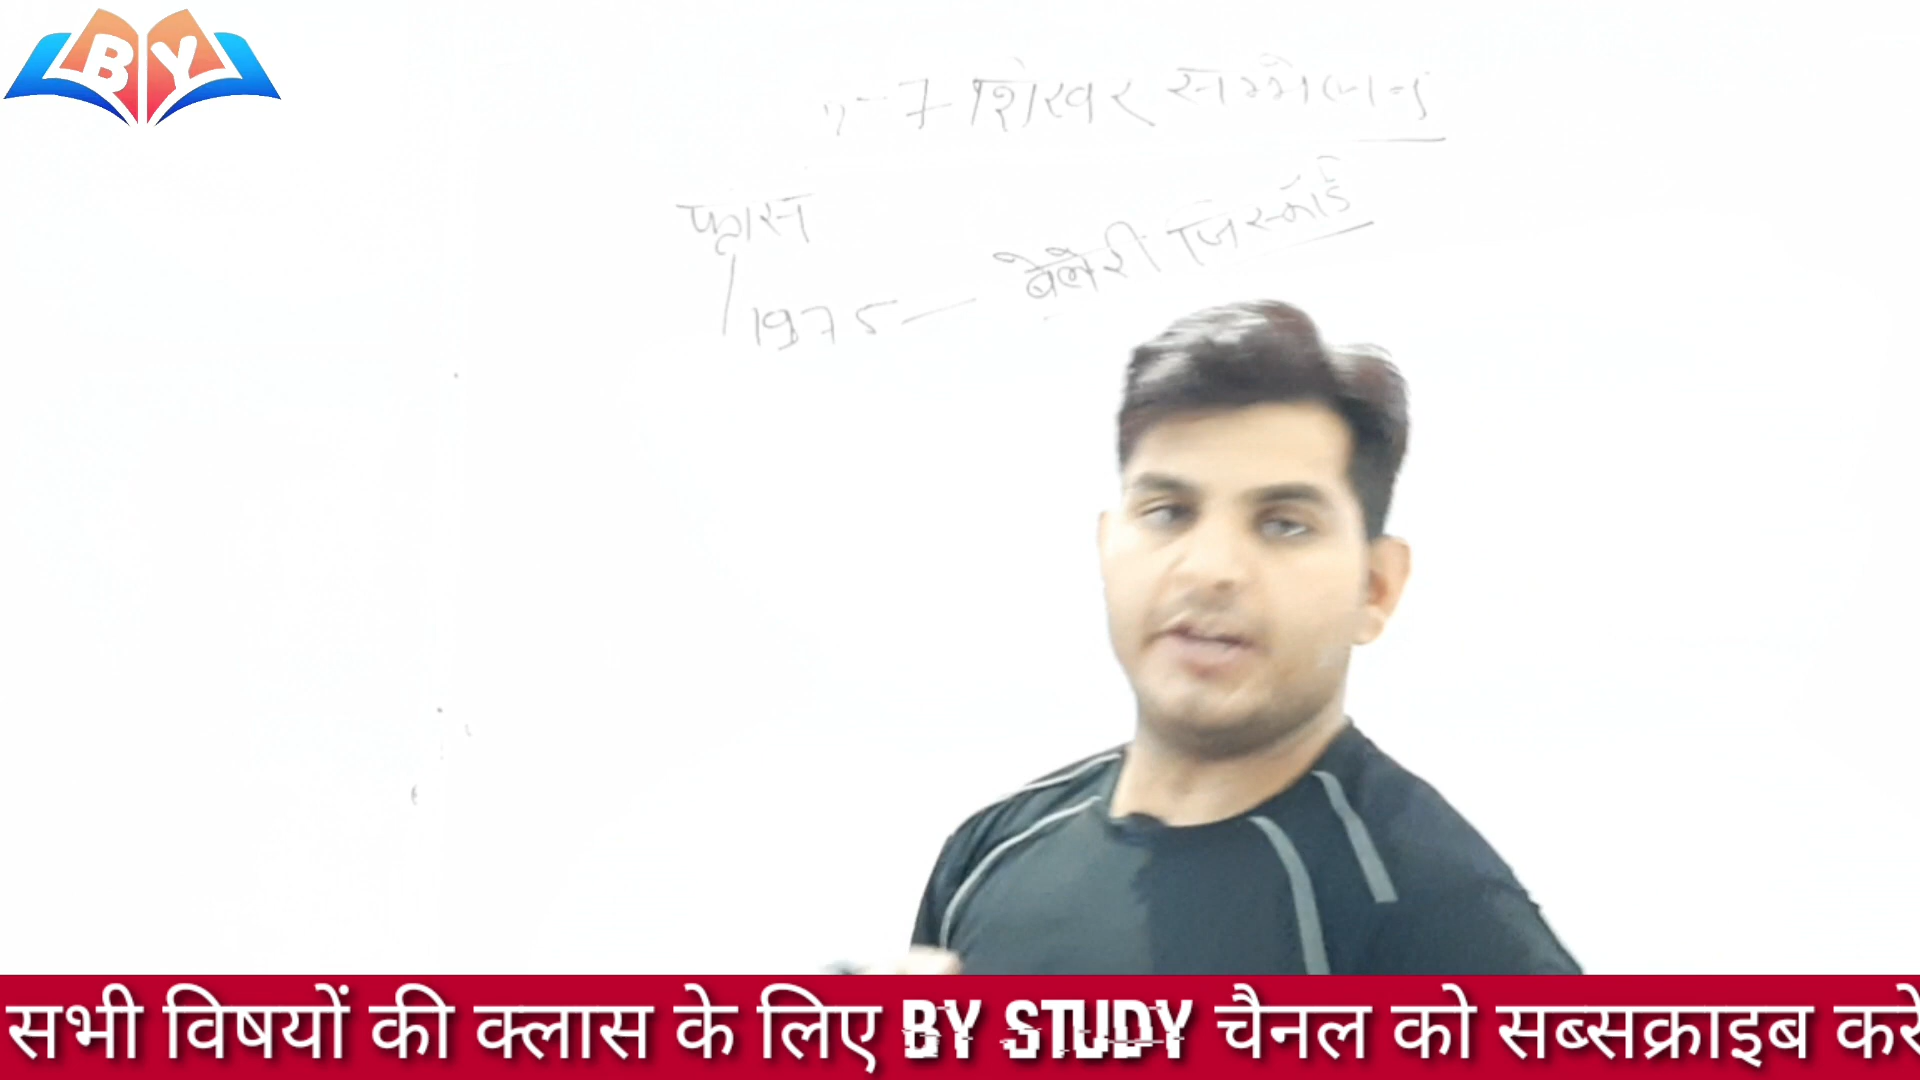 BY
-7 शिखर सम्मेलन
फ्रास
1975 — बेलेरी जिस्कार्ड
सभी विषयों की क्लास के लिए BY STUDY चैनल को सब्सक्राइब करे